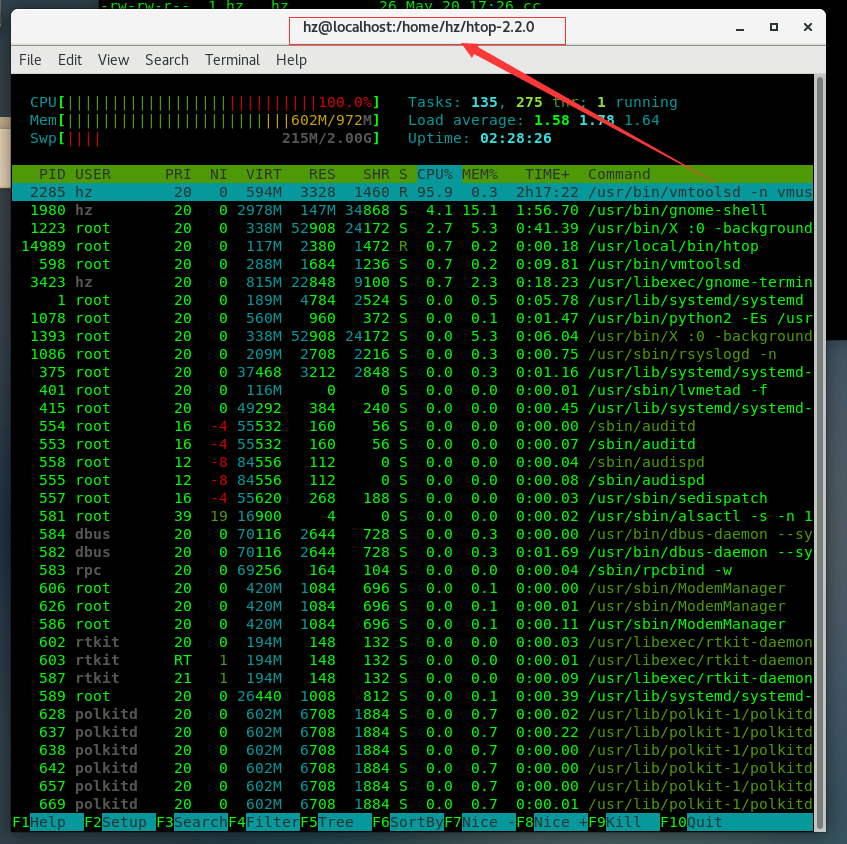 -rw-rw-r--  1 hz   hz          26 May 20 17:26 cc
hz@localhost:/home/hz/htop-2.2.0
File Edit View Search Terminal Help
CPU[||||||||||||||||||||||||||||100.0%] Tasks: 135, 275 thr; 1 running
Mem[|||||||||||||||||||||||||602M/972M] Load average: 1.58 1.78 1.64
Swp[|||| 215M/2.00G] Uptime: 02:28:26
PID USER PRI NI VIRT RES SHR S CPU% MEM% TIME+ Command
2285 hz 20 0 594M 3328 1460 R 95.9 0.3 2h17:22 /usr/bin/vmtoolsd -n vmus
1980 hz 20 0 2978M 147M 34868 S 4.1 15.1 1:56.70 /usr/bin/gnome-shell
1223 root 20 0 338M 52908 24172 S 2.7 5.3 0:41.39 /usr/bin/X :0 -background
14989 root 20 0 117M 2380 1472 R 0.7 0.2 0:00.18 /usr/local/bin/htop
598 root 20 0 288M 1684 1236 S 0.7 0.2 0:09.81 /usr/bin/vmtoolsd
3423 hz 20 0 815M 22848 9100 S 0.7 2.3 0:18.23 /usr/libexec/gnome-termin
1 root 20 0 189M 4784 2524 S 0.0 0.5 0:05.78 /usr/lib/systemd/systemd
1078 root 20 0 560M 960 372 S 0.0 0.1 0:01.47 /usr/bin/python2 -Es /usr
1393 root 20 0 338M 52908 24172 S 0.0 5.3 0:06.04 /usr/bin/X :0 -background
1086 root 20 0 209M 2708 2216 S 0.0 0.3 0:00.75 /usr/sbin/rsyslogd -n
375 root 20 0 37468 3212 2848 S 0.0 0.3 0:01.16 /usr/lib/systemd/systemd-
401 root 20 0 116M 0 0 S 0.0 0.0 0:00.01 /usr/sbin/lvmetad -f
415 root 20 0 49292 384 240 S 0.0 0.0 0:00.45 /usr/lib/systemd/systemd-
554 root 16 -4 55532 160 56 S 0.0 0.0 0:00.00 /sbin/auditd
553 root 16 -4 55532 160 56 S 0.0 0.0 0:00.07 /sbin/auditd
558 root 12 -8 84556 112 0 S 0.0 0.0 0:00.04 /sbin/audispd
555 root 12 -8 84556 112 0 S 0.0 0.0 0:00.08 /sbin/audispd
557 root 16 -4 55620 268 188 S 0.0 0.0 0:00.03 /usr/sbin/sedispatch
581 root 39 19 16900 4 0 S 0.0 0.0 0:00.02 /usr/sbin/alsactl -s -n 1
584 dbus 20 0 70116 2644 728 S 0.0 0.3 0:00.00 /usr/bin/dbus-daemon --sy
582 dbus 20 0 70116 2644 728 S 0.0 0.3 0:01.69 /usr/bin/dbus-daemon --sy
583 rpc 20 0 69256 164 104 S 0.0 0.0 0:00.04 /sbin/rpcbind -w
606 root 20 0 420M 1084 696 S 0.0 0.1 0:00.00 /usr/sbin/ModemManager
626 root 20 0 420M 1084 696 S 0.0 0.1 0:00.01 /usr/sbin/ModemManager
586 root 20 0 420M 1084 696 S 0.0 0.1 0:00.11 /usr/sbin/ModemManager
602 rtkit 20 0 194M 148 132 S 0.0 0.0 0:00.03 /usr/libexec/rtkit-daemon
603 rtkit RT 1 194M 148 132 S 0.0 0.0 0:00.01 /usr/libexec/rtkit-daemon
587 rtkit 21 1 194M 148 132 S 0.0 0.0 0:00.09 /usr/libexec/rtkit-daemon
589 root 20 0 26440 1008 812 S 0.0 0.1 0:00.39 /usr/lib/systemd/systemd-
628 polkitd 20 0 602M 6708 1884 S 0.0 0.7 0:00.02 /usr/lib/polkit-1/polkitd
637 polkitd 20 0 602M 6708 1884 S 0.0 0.7 0:00.22 /usr/lib/polkit-1/polkitd
638 polkitd 20 0 602M 6708 1884 S 0.0 0.7 0:00.00 /usr/lib/polkit-1/polkitd
642 polkitd 20 0 602M 6708 1884 S 0.0 0.7 0:00.00 /usr/lib/polkit-1/polkitd
657 polkitd 20 0 602M 6708 1884 S 0.0 0.7 0:00.00 /usr/lib/polkit-1/polkitd
669 polkitd 20 0 602M 6708 1884 S 0.0 0.7 0:00.01 /usr/lib/polkit-1/polkitd
F1Help F2Setup F3SearchF4FilterF5Tree F6SortByF7Nice -F8Nice +F9Kill F10Quit